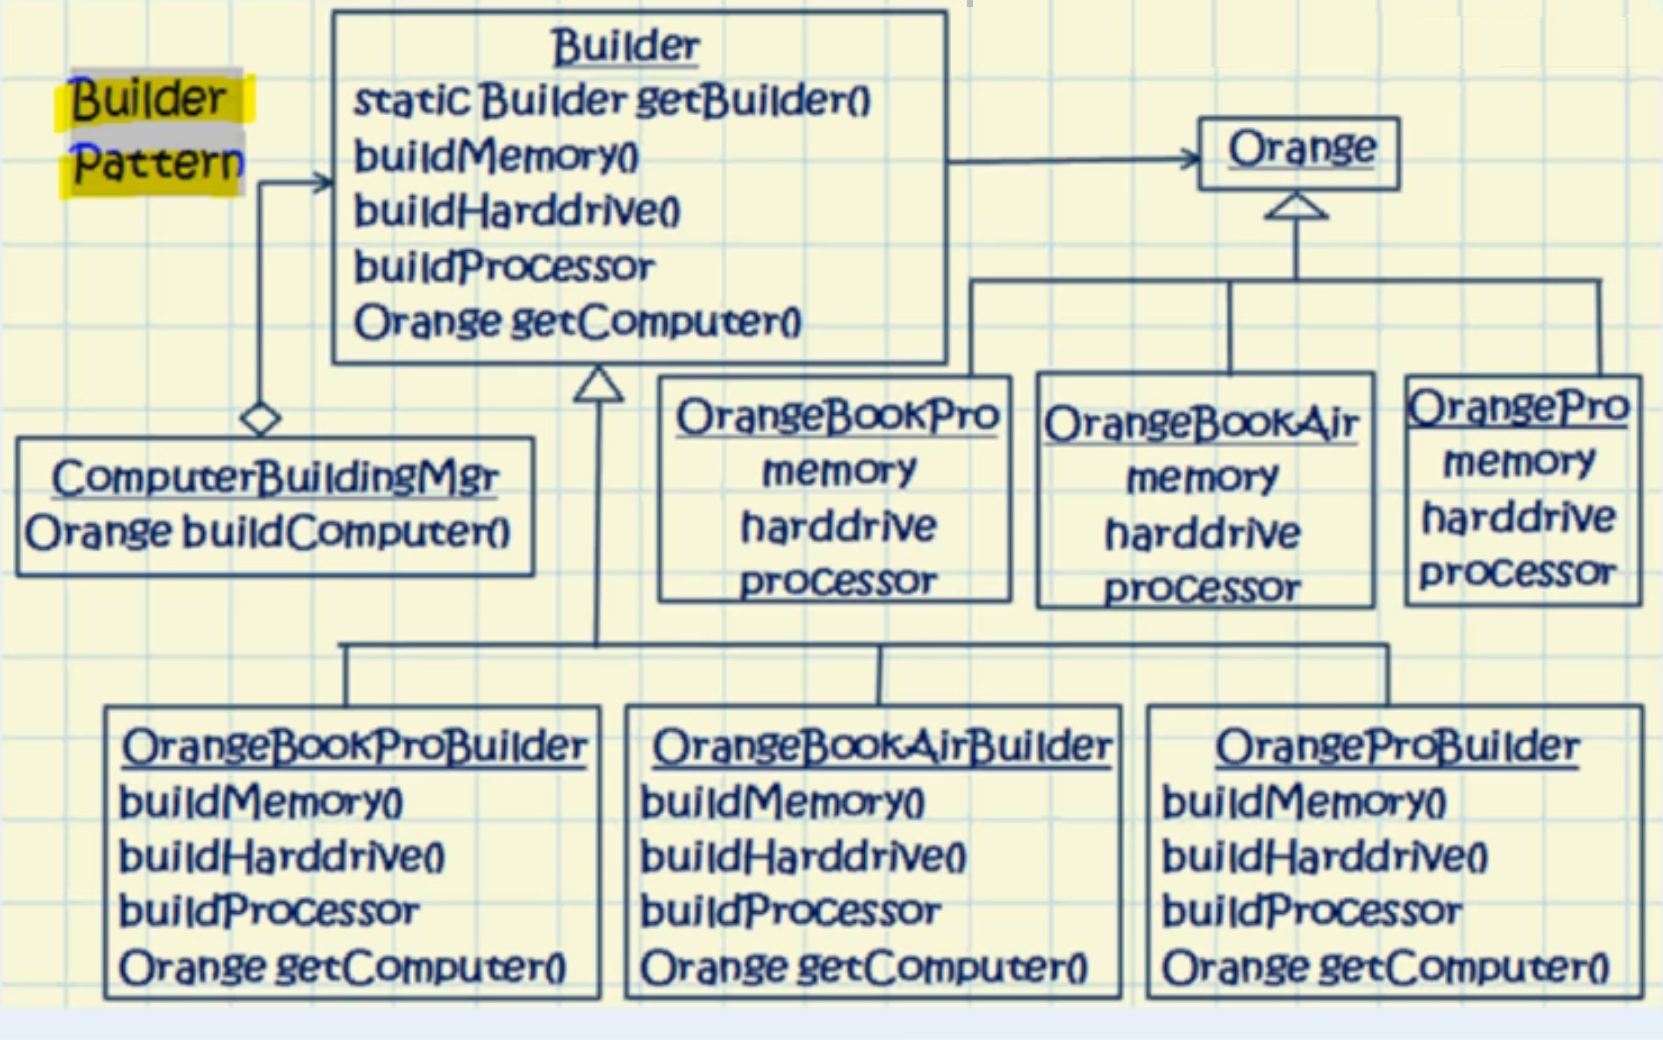 Builder
Pattern
Builder
static Builder getBuilder()
buildMemory()
buildHarddrive()
buildProcessor
Orange getComputer()
Orange
ComputerBuildingMgr
Orange buildComputer()
OrangeBookPro
memory
harddrive
processor
OrangeBookAir
memory
harddrive
processor
OrangePro
memory
harddrive
processor
OrangeBookProBuilder
buildMemory()
buildHarddrive()
buildProcessor
Orange getComputer()
OrangeBookAirBuilder
buildMemory()
buildHarddrive()
buildProcessor
Orange getComputer()
OrangeProBuilder
buildMemory()
buildHarddrive()
buildProcessor
Orange getComputer()